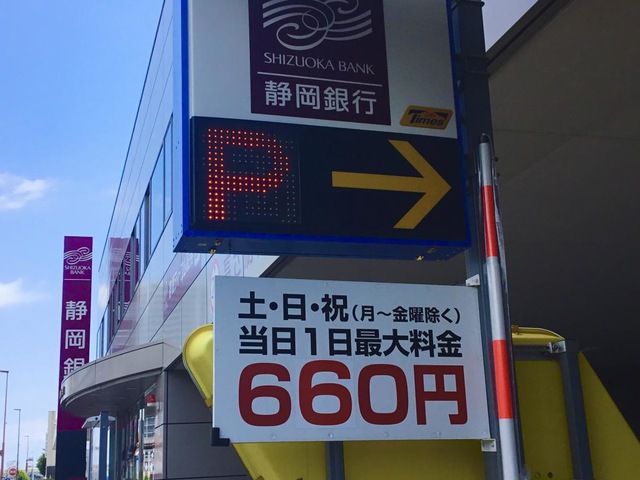 SHIZUOKA BANK
静岡銀行
Times
P
土・日・祝(月～金曜除く)
当日1日最大料金
660円
SHIZUOKA
BANK
静岡銀